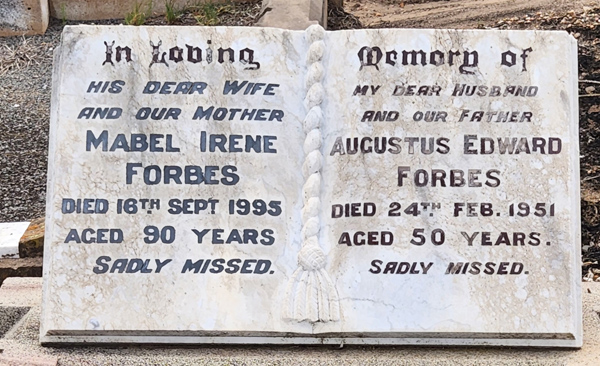 In Loving
HIS DEAR WIFE
AND OUR MOTHER
MABEL IRENE
FORBES
DIED 16TH SEPT 1995
AGED 90 YEARS
SADLY MISSED.
Memory of
MY DEAR HUSBAND
AND OUR FATHER
AUGUSTUS EDWARD
FORBES
DIED 24TH FEB. 1951
AGED 50 YEARS.
SADLY MISSED.